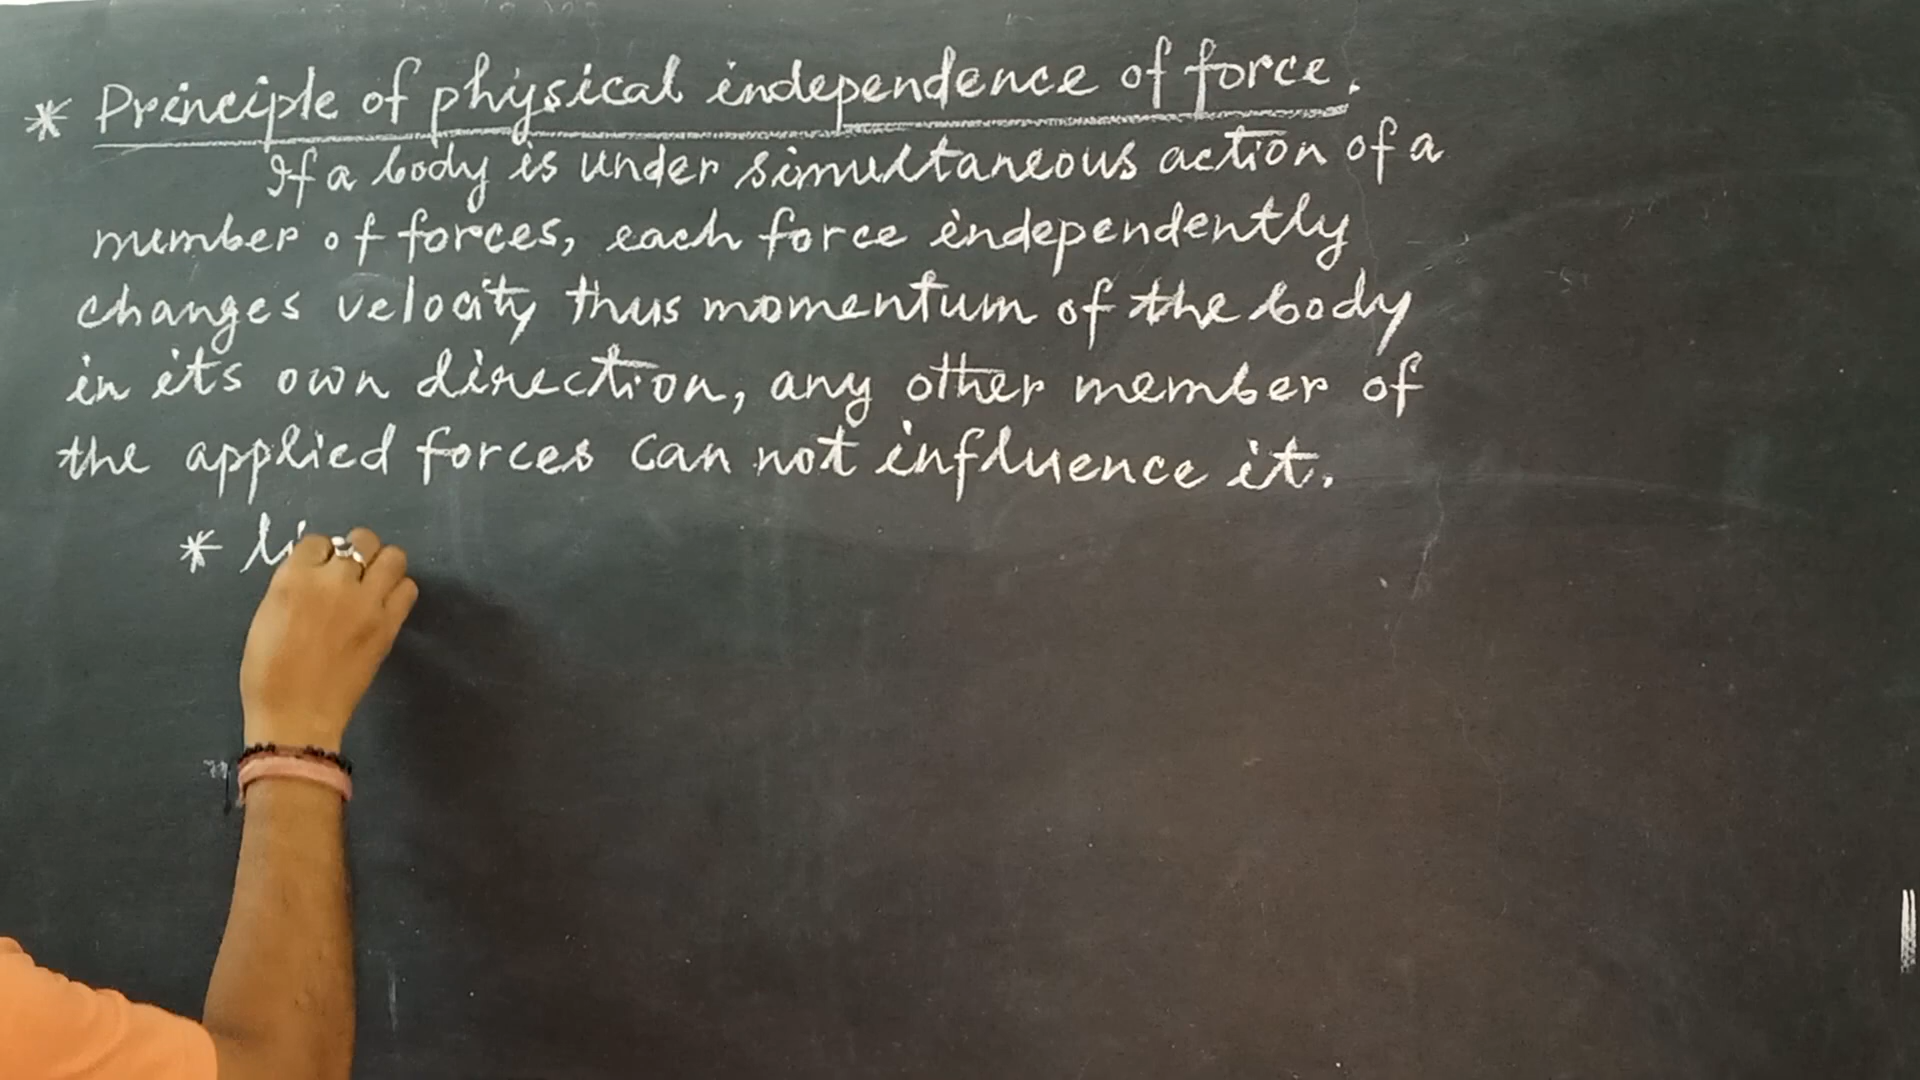 * Principle of physical independence of force.
If a body is under simultaneous action of a
number of forces, each force independently
changes velocity thus momentum of the body
in its own direction, any other member of
the applied forces can not influence it.
* Li